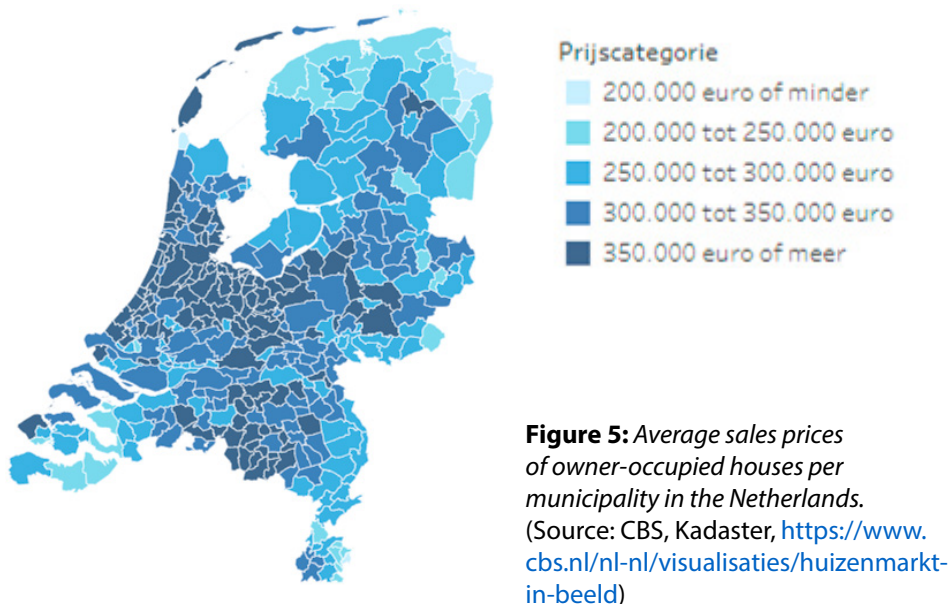 Prijscategorie
200.000 euro of minder
200.000 tot 250.000 euro
250.000 tot 300.000 euro
300.000 tot 350.000 euro
350.000 euro of meer
Figure 5: Average sales prices
of owner-occupied houses per
municipality in the Netherlands.
(Source: CBS, Kadaster, https://www.
cbs.nl/nl-nl/visualisaties/huizenmarkt-
in-beeld)